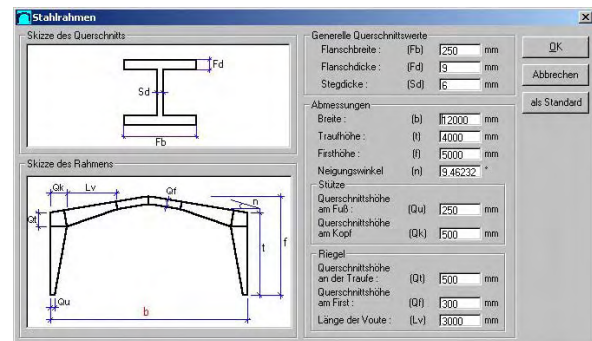 Stahlrahmen
Skizze des Querschnitts
Fd
Sd
Fb
Skizze des Rahmens
Qk
Lv
Qf
n
Qt
t
f
Qu
b
Generelle Querschnittswerte
Flanschbreite : (Fb) 250 mm
Flanschdicke : (Fd) 9 mm
Stegdicke : (Sd) 6 mm
Abmessungen
Breite : (b) 12000 mm
Traufhöhe : (t) 4000 mm
Firsthöhe : (f) 5000 mm
Neigungswinkel (n) 9.46232 °
Stütze
Querschnittshöhe
am Fuß : (Qu) 250 mm
Querschnittshöhe
am Kopf (Qk) 500 mm
Riegel
Querschnittshöhe
an der Traufe : (Qt) 500 mm
Querschnittshöhe
am First : (Qf) 300 mm
Länge der Voute : (Lv) 3000 mm
OK
Abbrechen
als Standard